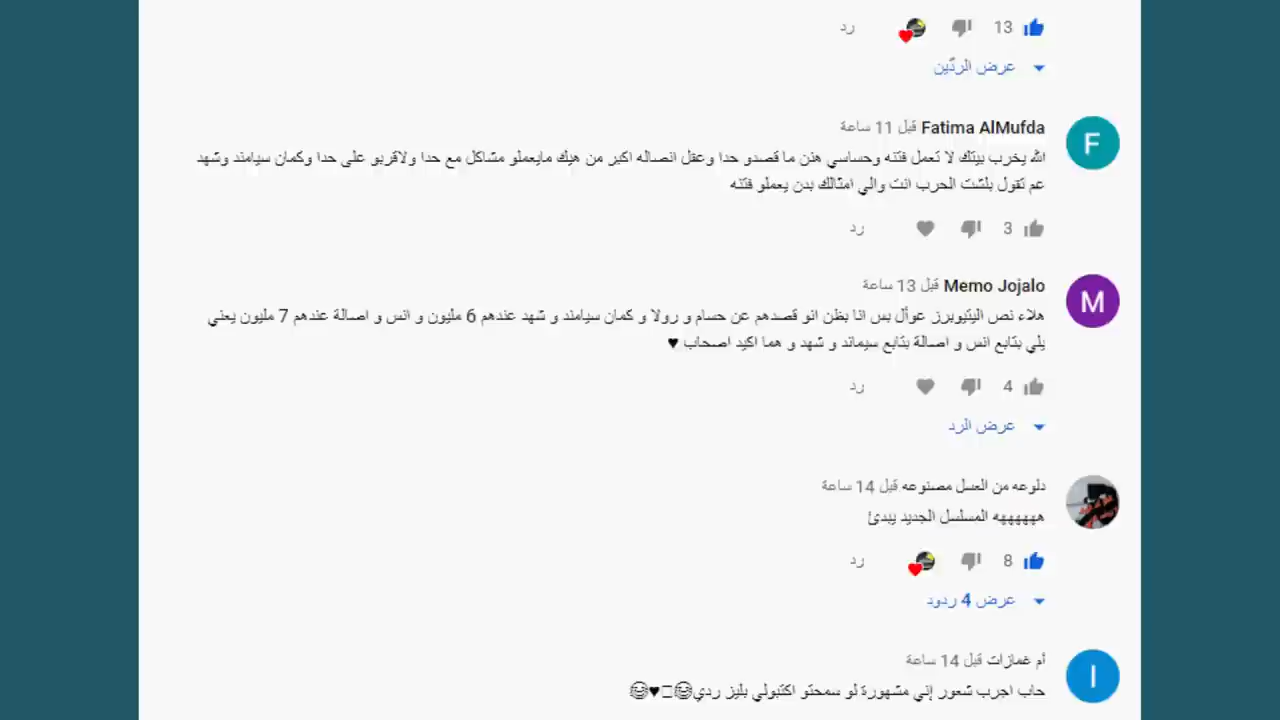 13 رد
عرض الردّين
Fatima AlMufda قبل 11 ساعة
الله يخرب بيتك لا تعمل فتنه وحساسي هنن ما قصدو حدا وعقل انصاله اكبر من هيك مايعملو مشاكل مع حدا ولاقربو على حدا وكمان سيامند وشهد
عم تقول بلشت الحرب انت والي امثالك بدن يعملو فتنه
3 رد
Memo Jojalo قبل 13 ساعة
هلاء نص اليتيوبرز عوأل بس انا بظن انو قصدهم عن حسام و رولا و كمان سيامند و شهد عندهم 6 مليون و انس و اصالة عندهم 7 مليون يعني
يلي بتابع انس و اصالة بتابع سيماند و شهد و هما اكيد اصحاب ♥
4 رد
عرض الرد
دلوعه من العسل مصنوعه قبل 14 ساعة
هههههههه المسلسل الجديد يبدئ
8 رد
عرض 4 ردود
أم غمازات قبل 14 ساعة
حاب اجرب شعور إني مشهورة لو سمحتو اكتبولي بليز ردي😂♥😂
F
M
I